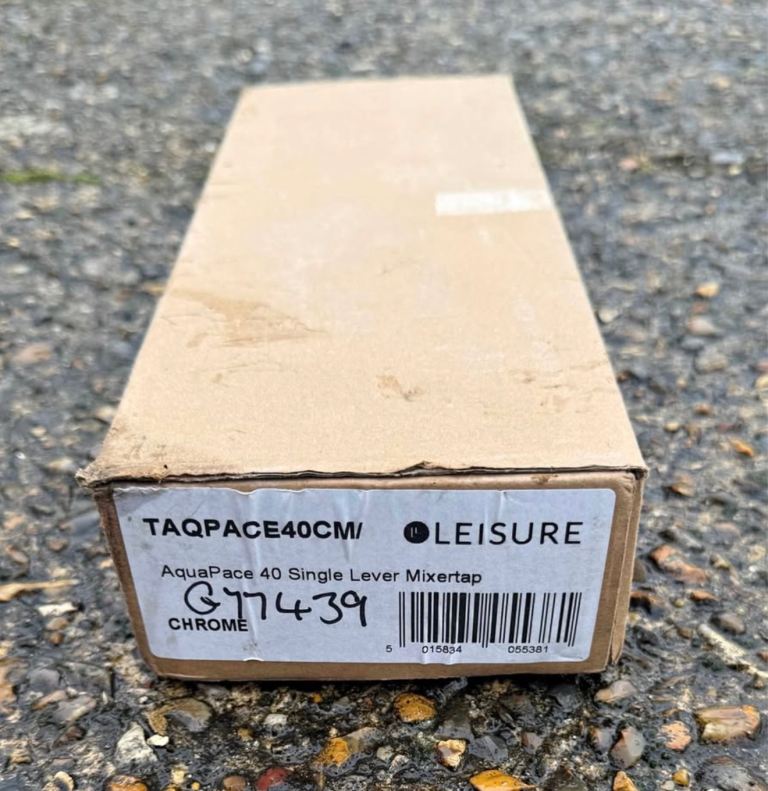 TAQPACE40CM/ LEISURE
AquaPace 40 Single Lever Mixertap
G77439
CHROME
5 015834 055381